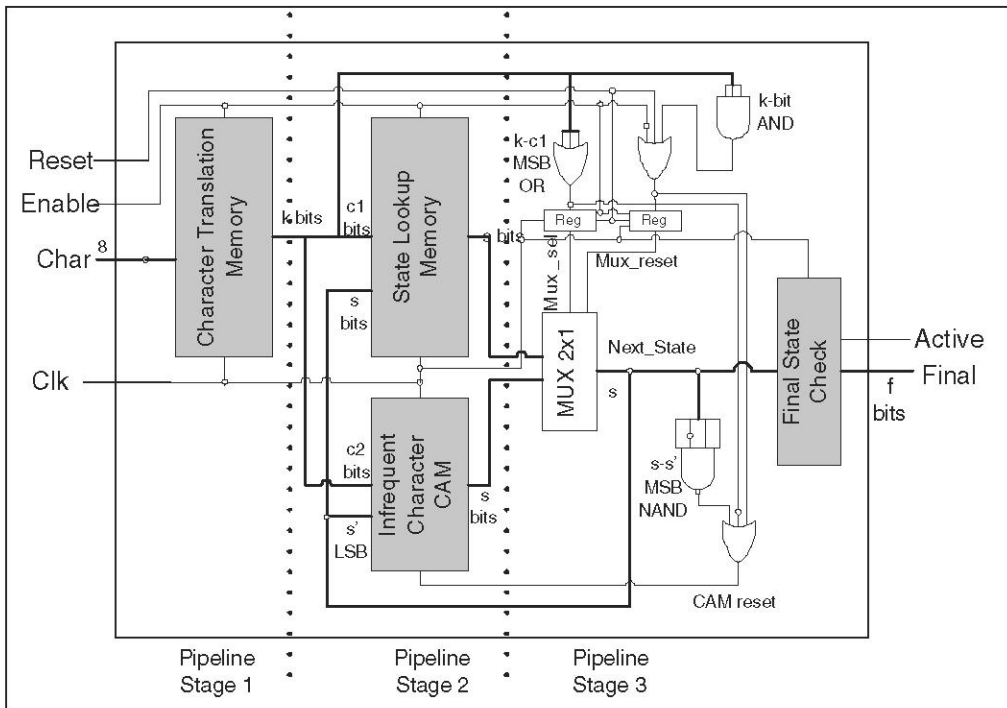 Reset
Enable
Char
8
Clk
Character Translation
Memory
k bits
c1
bits
State Lookup
Memory
s
bits
s bits
c2
bits
s'
LSB
Infrequent
Character
CAM
s
bits
k-c1
MSB
OR
k-bit
AND
Reg
Reg
Mux_sel
Mux_reset
MUX 2x1
Next_State
s
s-s'
MSB
NAND
CAM reset
Final State
Check
Active
Final
f
bits
Pipeline
Stage 1
Pipeline
Stage 2
Pipeline
Stage 3